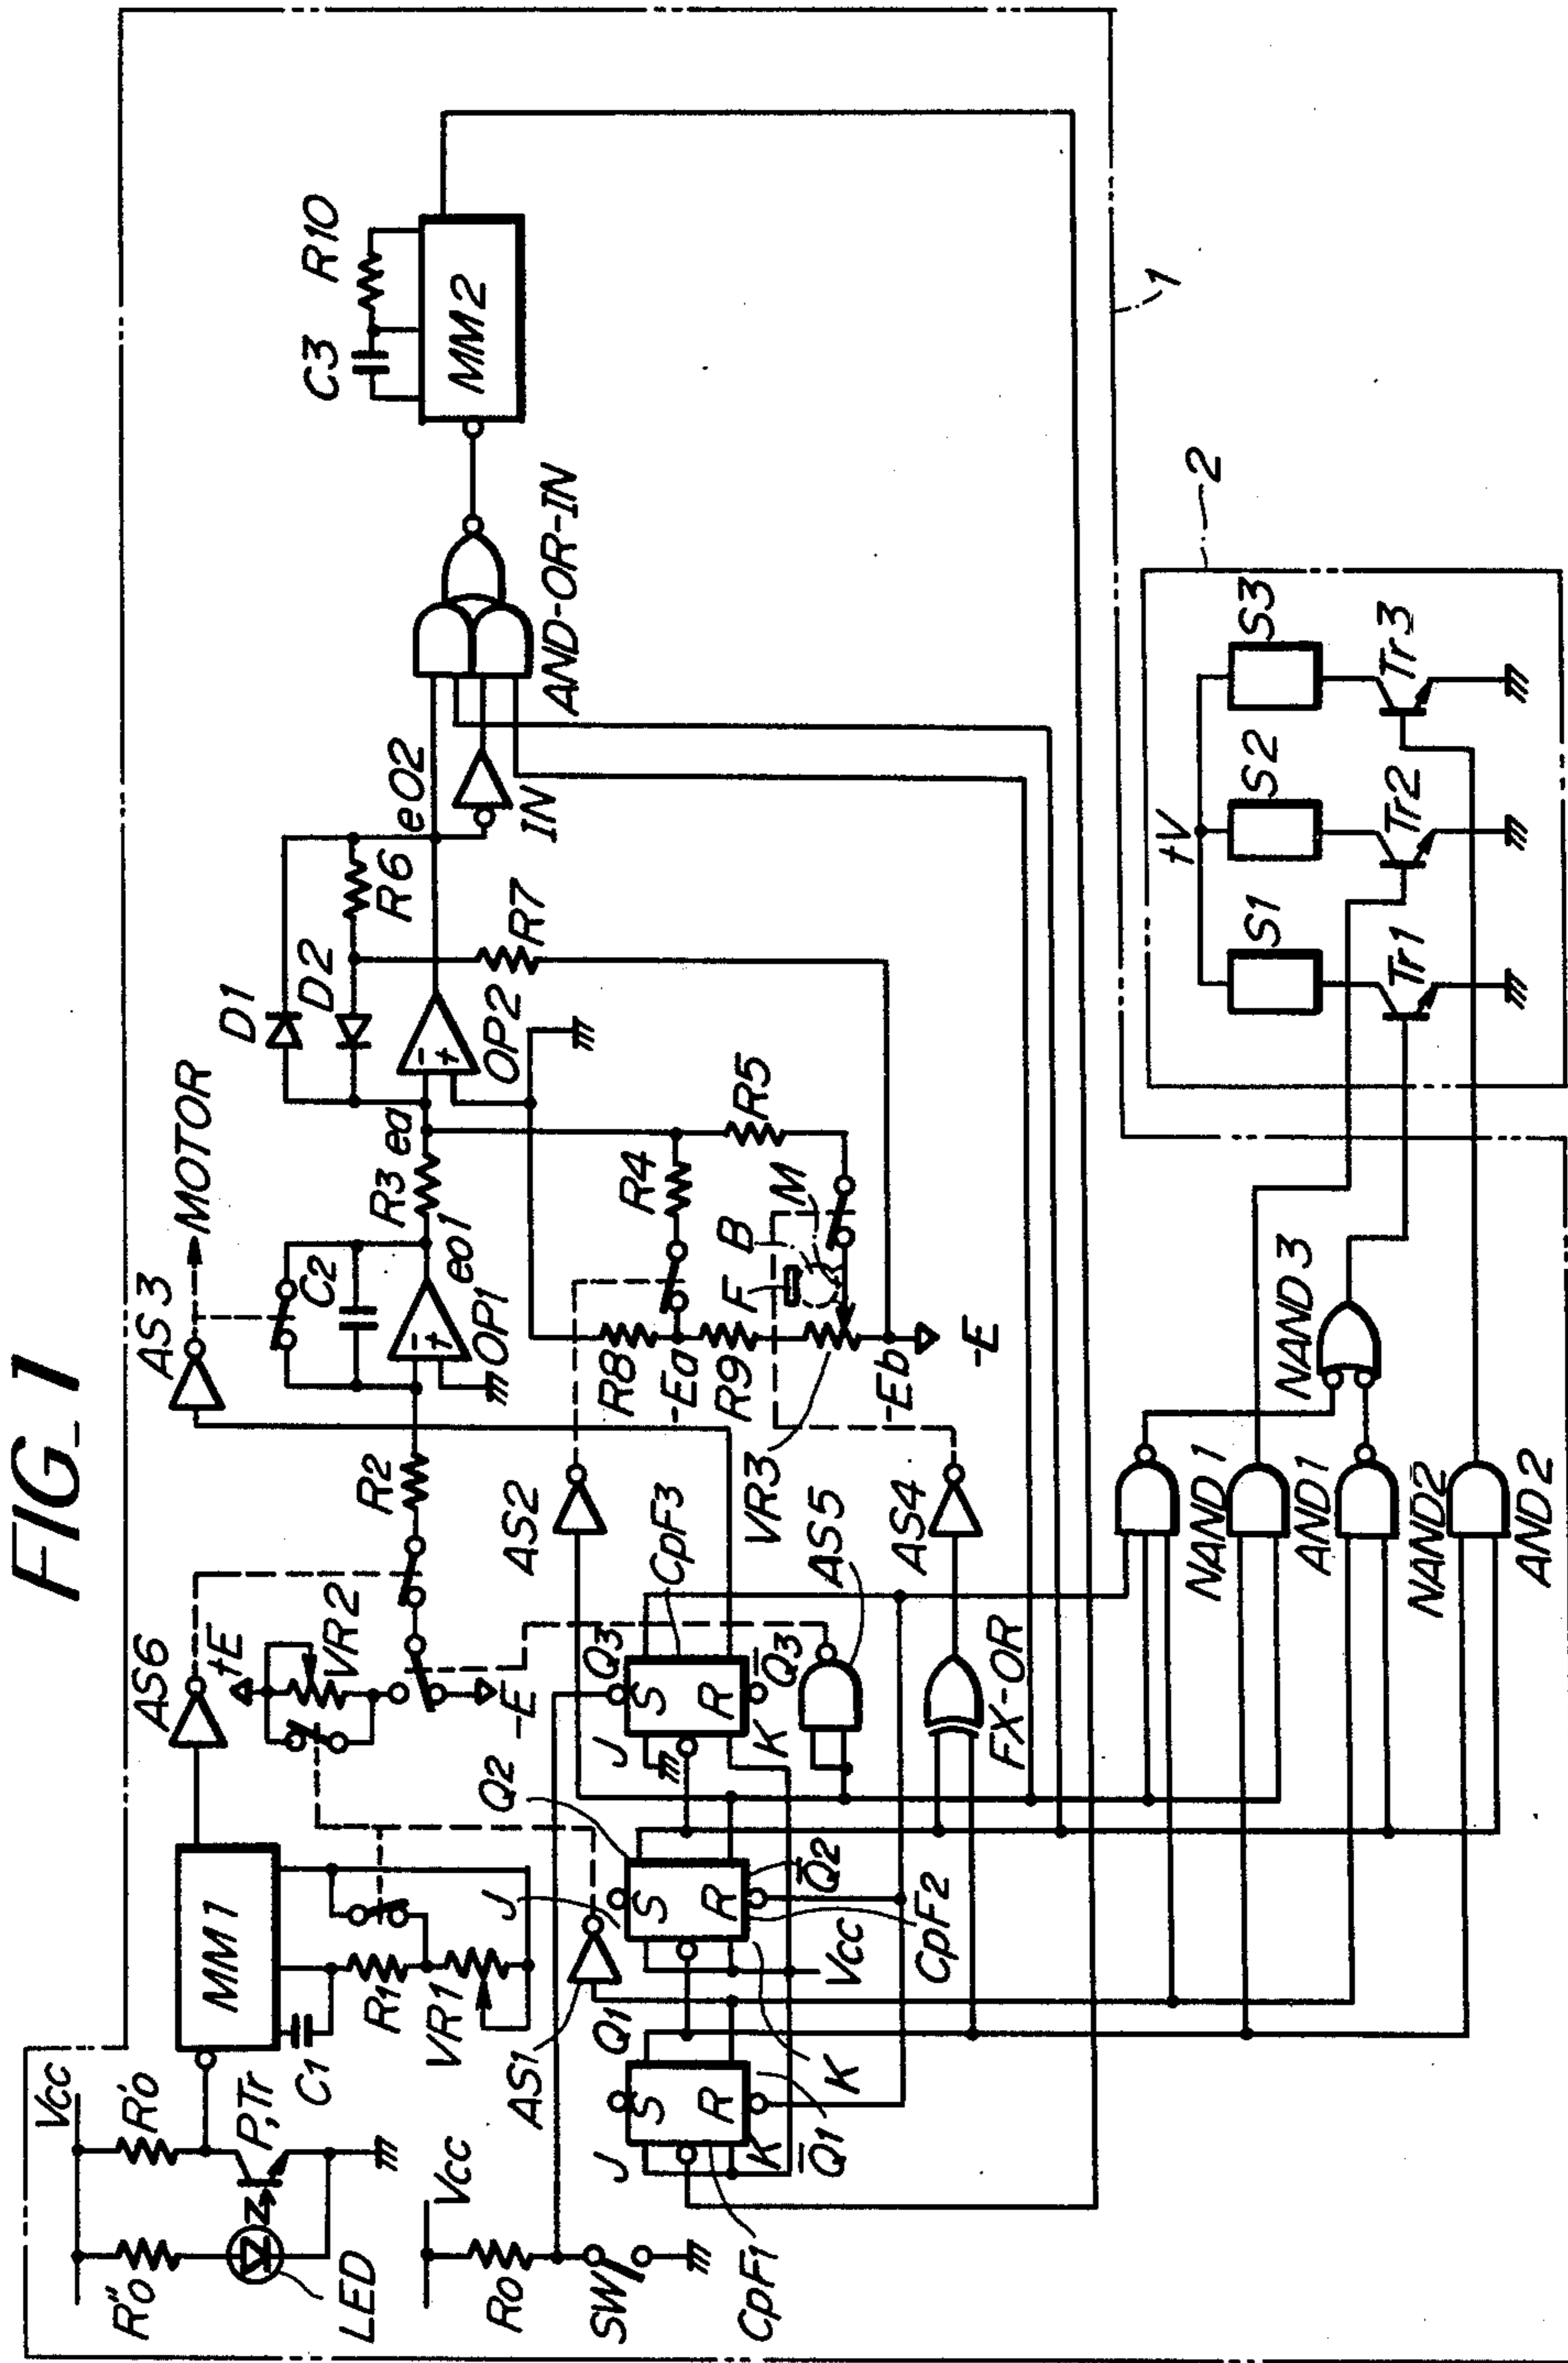 FIG_1
Vcc
R'o
R"o
P,Tr
LED
MM1
C1
R1
VR1
AS6
+E
VR2
-E
R2
AS3
MOTOR
C2
OP1
eo1
R3
ea
D1
D2
R6
R7
OP2
eO2
IN
AND-OR-IN
C3
R10
MM2
Vcc
Ro
SW
AS1
J
Q1
S
R
K
Q̄1
CpF1
J
Q2
S
R
K
Q̄2
CpF2
Vcc
J
Q3
S
R
K
Q̄3
CpF3
AS2
AS5
AS4
FX-OR
R8
-Ea
R9
VR3
-Eb
-E
R4
R5
F
B
M
NAND1
AND1
NAND2
AND2
NAND3
1
2
+V
S1
S2
S3
Tr1
Tr2
Tr3